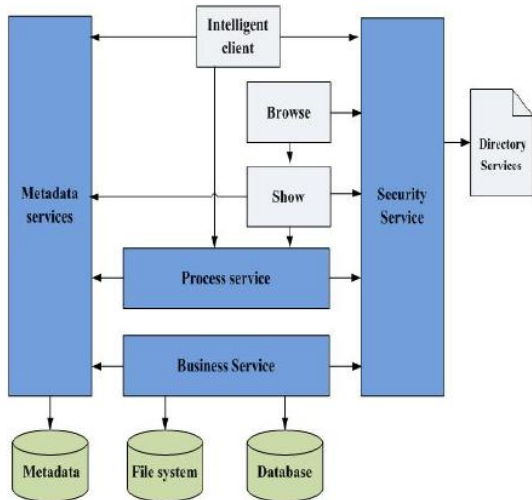 Intelligent
client
Browse
Directory
Services
Metadata
services
Show
Security
Service
Process service
Business Service
Metadata
File system
Database